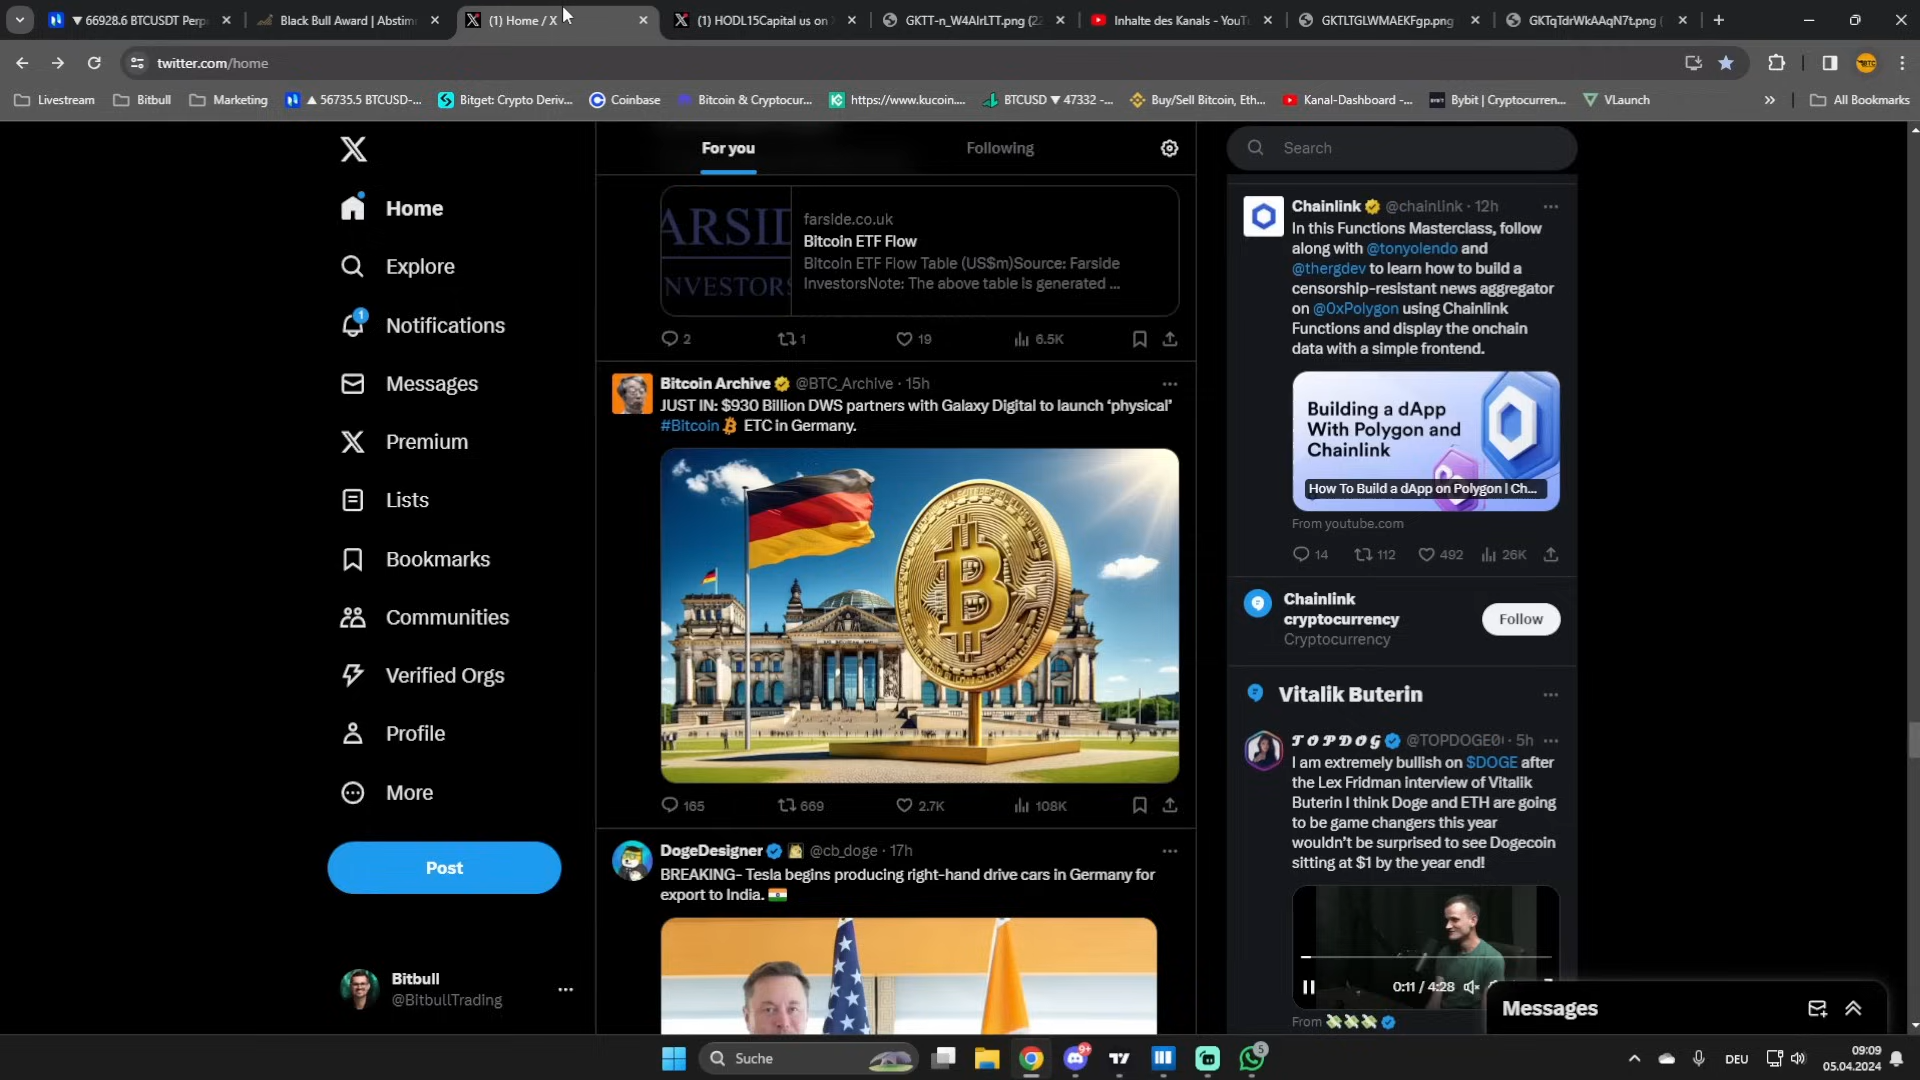 ▼ 66928.6 BTCUSDT Perp
Black Bull Award | Abstim
(1) Home / X
(1) HODL15Capital us on
GKTT-n_W4AIrLTT.png (22
Inhalte des Kanals - YouT
GKTLTGLWMAEKFgp.png
GKTqTdrWkAAqN7t.png (
twitter.com/home
Livestream
Bitbull
Marketing
▲ 56735.5 BTCUSD-...
Bitget: Crypto Deriv...
Coinbase
Bitcoin & Cryptocur...
https://www.kucoin....
BTCUSD ▼ 47332 -...
Buy/Sell Bitcoin, Eth...
Kanal-Dashboard -...
Bybit | Cryptocurren...
VLaunch
»
All Bookmarks
For you
Following
Search
Home
Explore
1
Notifications
Messages
Premium
Lists
Bookmarks
Communities
Verified Orgs
Profile
More
Post
Bitbull
@BitbullTrading
ARSID
NVESTORS
farside.co.uk
Bitcoin ETF Flow
Bitcoin ETF Flow Table (US$m)Source: Farside
InvestorsNote: The above table is generated ...
2
1
19
6.5K
Bitcoin Archive @BTC_Archive · 15h
JUST IN: $930 Billion DWS partners with Galaxy Digital to launch ‘physical’
#Bitcoin ETC in Germany.
165
669
2.7K
108K
DogeDesigner @cb_doge · 17h
BREAKING- Tesla begins producing right-hand drive cars in Germany for
export to India.
Chainlink @chainlink · 12h
In this Functions Masterclass, follow
along with @tonyolendo and
@thergdev to learn how to build a
censorship-resistant news aggregator
on @0xPolygon using Chainlink
Functions and display the onchain
data with a simple frontend.
Building a dApp
With Polygon and
Chainlink
How To Build a dApp on Polygon | Ch...
From youtube.com
14
112
492
26K
Chainlink
cryptocurrency
Cryptocurrency
Follow
Vitalik Buterin
𝑻𝑶𝑷𝑫𝑶𝑮 @TOPDOGE0 · 5h
I am extremely bullish on $DOGE after
the Lex Fridman interview of Vitalik
Buterin I think Doge and ETH are going
to be game changers this year
wouldn't be surprised to see Dogecoin
sitting at $1 by the year end!
0:11 / 4:28
From
Messages
Suche
9+
5
DEU
09:09
05.04.2024